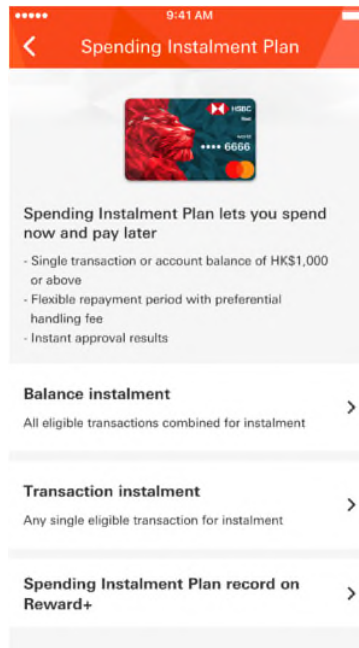 9:41 AM
Spending Instalment Plan
HSBC
•••• 6666
Spending Instalment Plan lets you spend
now and pay later
- Single transaction or account balance of HK$1,000
or above
- Flexible repayment period with preferential
handling fee
- Instant approval results
Balance instalment
All eligible transactions combined for instalment
Transaction instalment
Any single eligible transaction for instalment
Spending Instalment Plan record on
Reward+